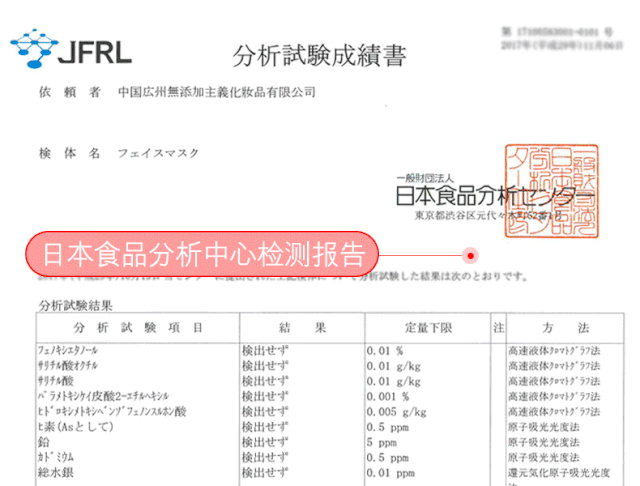 JFRL
分析試験成績書
第 17100583001-0101 号
2017年(平成29年)11月06日
依 頼 者 中国広州無添加主義化妝品有限公司
検 体 名 フェイスマスク
一般財団法人
日本食品分析センター
東京都渋谷区元代々木町52番1号
日本食品分析中心检测报告
分析試験した結果は次のとおりです。
分析試験結果
分 析 試 験 項 目 結 果 定量下限 注 方 法
フェノキシエタノール 検出せず 0.01 % 高速液体クロマトグラフ法
サリチル酸オクチル 検出せず 0.01 g/kg 高速液体クロマトグラフ法
サリチル酸 検出せず 0.01 g/kg 高速液体クロマトグラフ法
パラメトキシケイ皮酸2-エチルヘキシル 検出せず 0.001 % 高速液体クロマトグラフ法
ヒドロキシメトキシベンゾフェノンスルホン酸 検出せず 0.005 g/kg 高速液体クロマトグラフ法
ヒ素(Asとして) 検出せず 0.5 ppm 原子吸光光度法
鉛 検出せず 5 ppm 原子吸光光度法
カドミウム 検出せず 0.5 ppm 原子吸光光度法
総水銀 検出せず 0.01 ppm 還元気化原子吸光光度